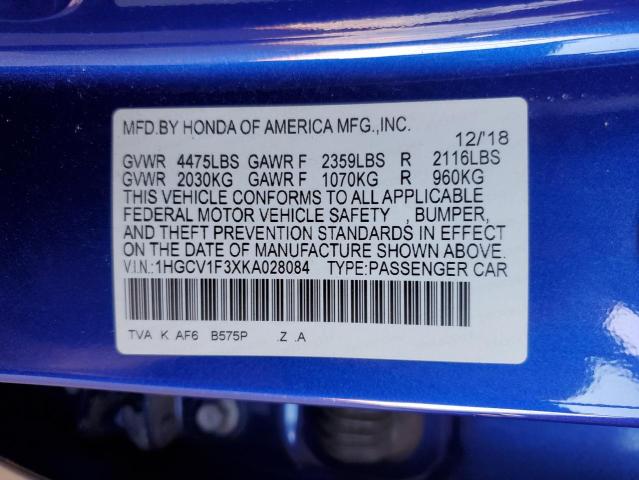 MFD.BY HONDA OF AMERICA MFG.,INC.
12/'18
GVWR 4475LBS GAWR F 2359LBS R 2116LBS
GVWR 2030KG GAWR F 1070KG R 960KG
THIS VEHICLE CONFORMS TO ALL APPLICABLE
FEDERAL MOTOR VEHICLE SAFETY , BUMPER,
AND THEFT PREVENTION STANDARDS IN EFFECT
ON THE DATE OF MANUFACTURE SHOWN ABOVE.
V.I.N.:1HGCV1F3XKA028084 TYPE:PASSENGER CAR
TVA K AF6 B575P .Z .A